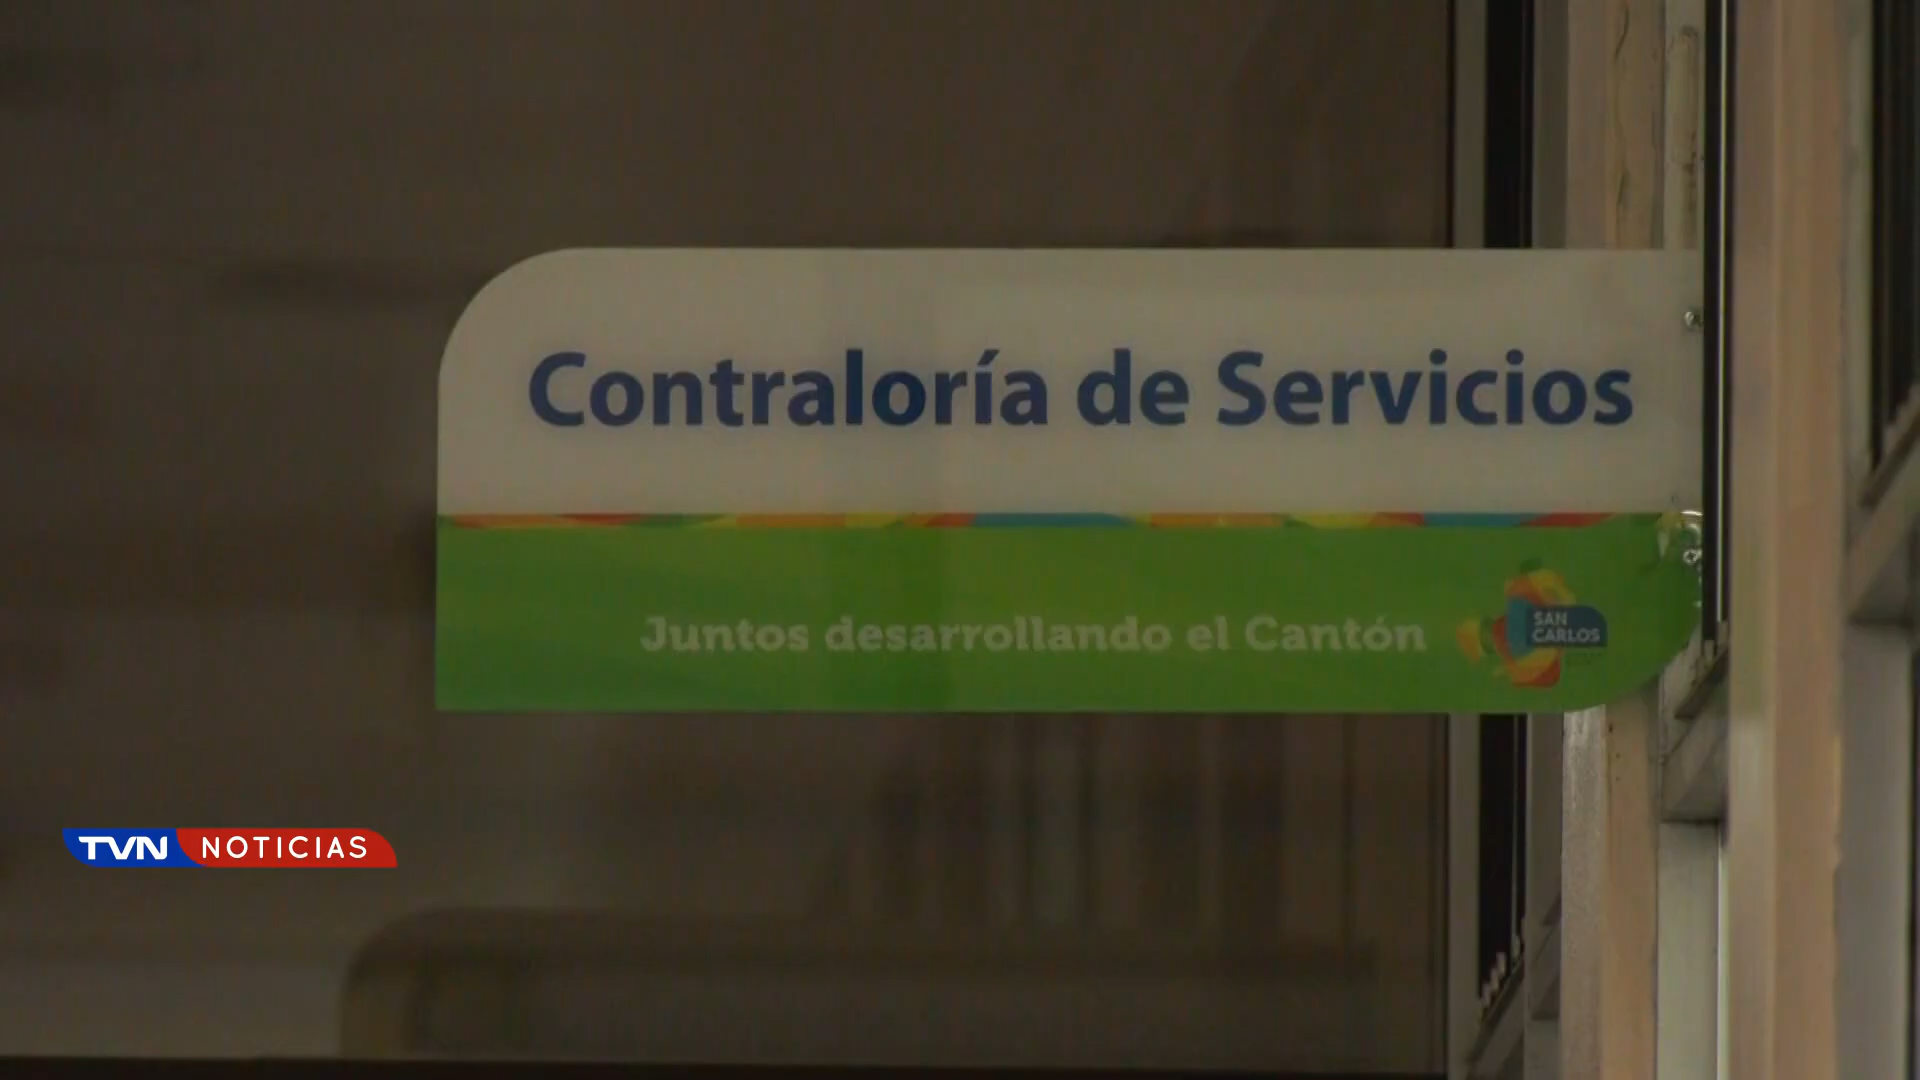 Contraloría de Servicios
Juntos desarrollando el Cantón
SAN
CARLOS
TVN NOTICIAS